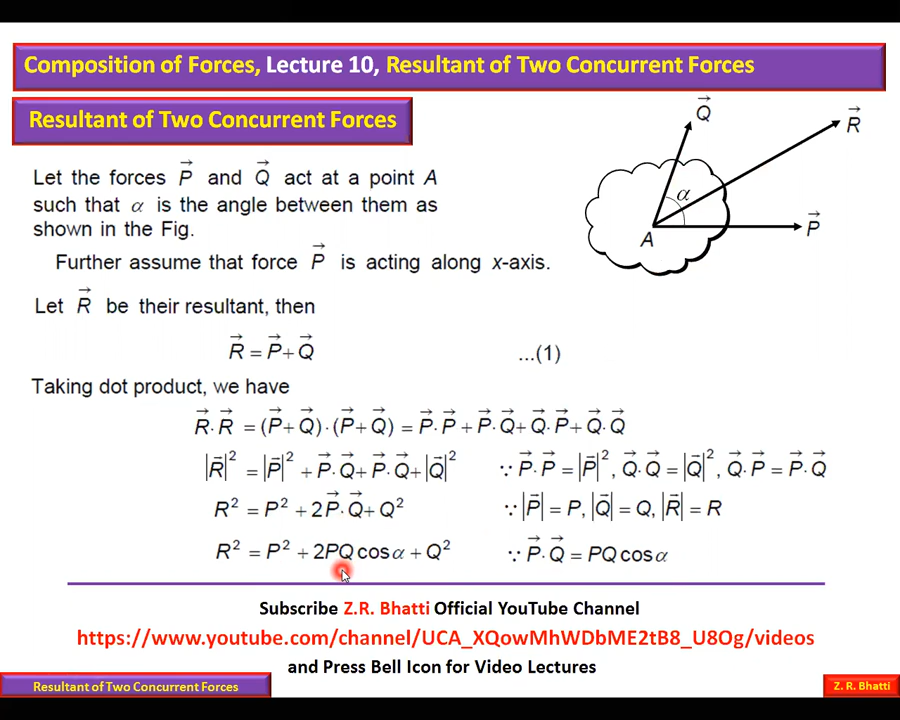 Composition of Forces, Lecture 10, Resultant of Two Concurrent Forces
Resultant of Two Concurrent Forces
Let the forces P⃗ and Q⃗ act at a point A
such that α is the angle between them as
shown in the Fig.
Further assume that force P⃗ is acting along x-axis.
Let R⃗ be their resultant, then
R⃗ = P⃗ + Q⃗ ...(1)
Taking dot product, we have
R⃗·R⃗ = (P⃗+Q⃗)·(P⃗+Q⃗) = P⃗·P⃗ + P⃗·Q⃗ + Q⃗·P⃗ + Q⃗·Q⃗
|R⃗|² = |P⃗|² + P⃗·Q⃗ + P⃗·Q⃗ + |Q⃗|² ∵ P⃗·P⃗ = |P⃗|², Q⃗·Q⃗ = |Q⃗|², Q⃗·P⃗ = P⃗·Q⃗
R² = P² + 2P⃗·Q⃗ + Q² ∵ |P⃗| = P, |Q⃗| = Q, |R⃗| = R
R² = P² + 2PQ cos α + Q² ∵ P⃗·Q⃗ = PQ cos α
Q⃗
R⃗
α
P⃗
A
Subscribe Z.R. Bhatti Official YouTube Channel
https://www.youtube.com/channel/UCA_XQowMhWDbME2tB8_U8Og/videos
and Press Bell Icon for Video Lectures
Resultant of Two Concurrent Forces
Z. R. Bhatti